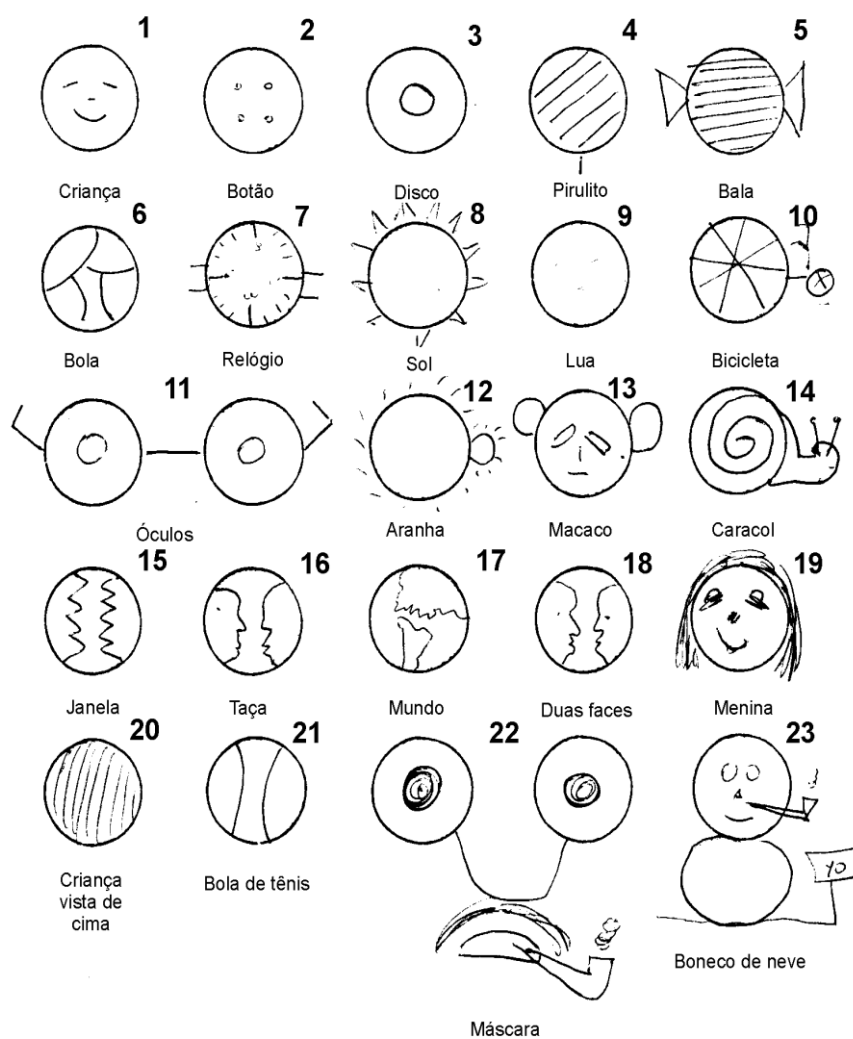 1 2 3 4 5
Criança Botão Disco Pirulito Bala
6 7 8 9 10
Bola Relógio Sol Lua Bicicleta
11 12 13 14
Óculos Aranha Macaco Caracol
15 16 17 18 19
Janela Taça Mundo Duas faces Menina
20 21 22 23
YO
Criança
vista de
cima
Bola de tênis
Boneco de neve
Máscara